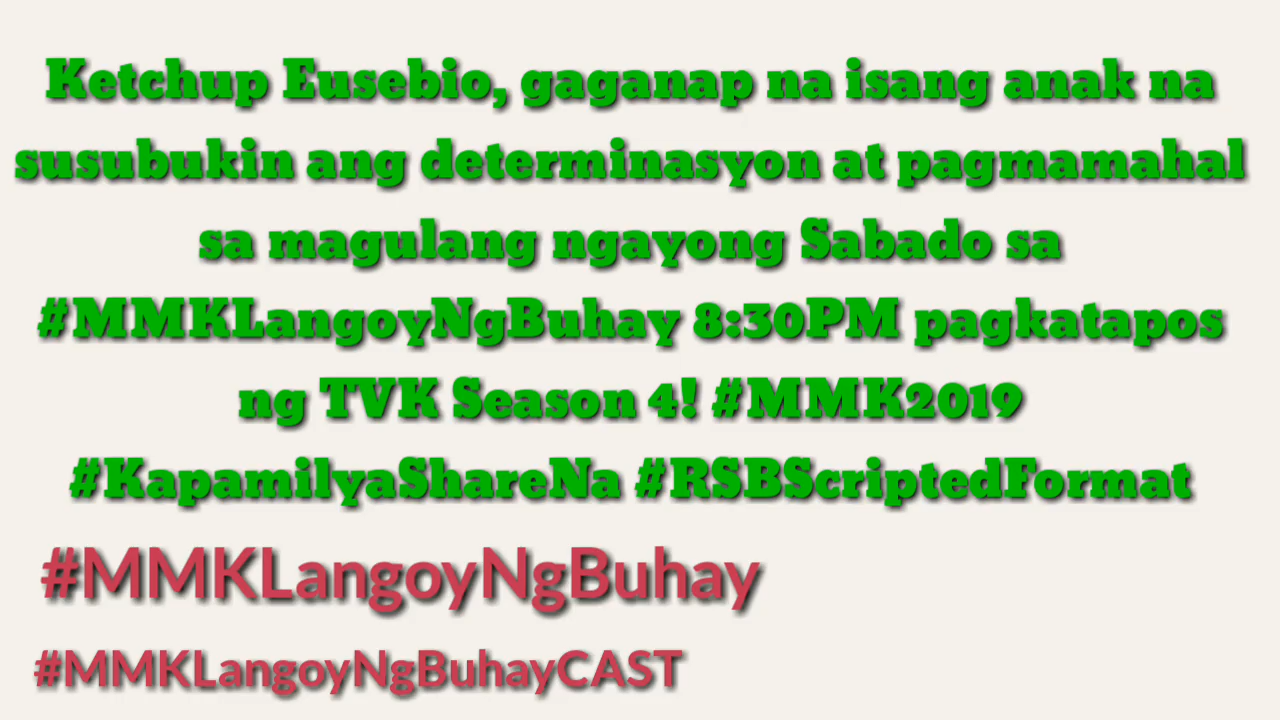 Ketchup Eusebio, gaganap na isang anak na
susubukin ang determinasyon at pagmamahal
sa magulang ngayong Sabado sa
#MMKLangoyNgBuhay 8:30PM pagkatapos
ng TVK Season 4! #MMK2019
#KapamilyaShareNa #RSBScriptedFormat
#MMKLangoyNgBuhay
#MMKLangoyNgBuhayCAST